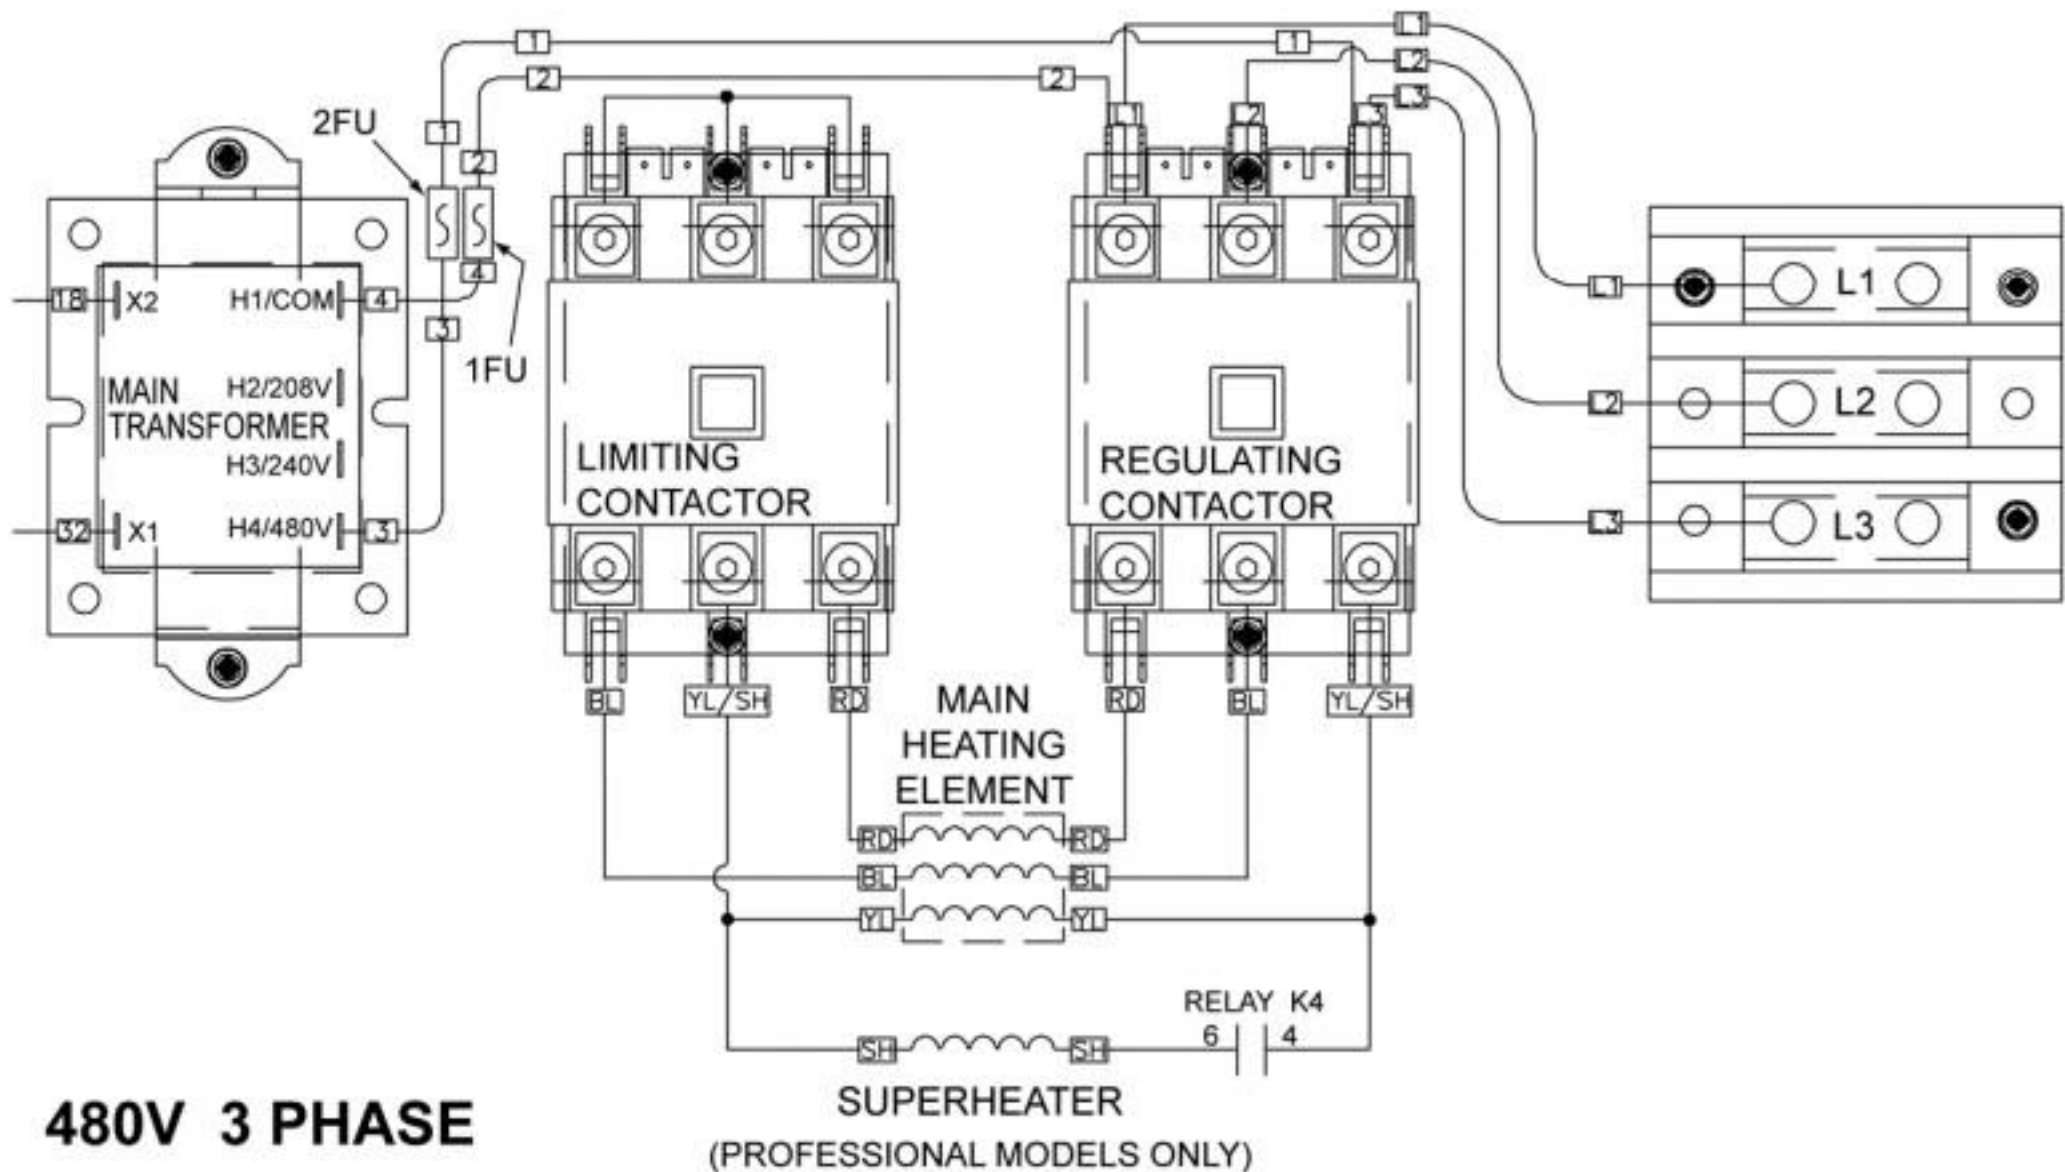 1
1
L1
L2
L3
2
2
1
2
L1
L2
L3
2FU
4
3
1FU
18
X2
H1/COM
4
MAIN
TRANSFORMER
H2/208V
H3/240V
32
X1
H4/480V
3
LIMITING
CONTACTOR
REGULATING
CONTACTOR
L1
L1
L2
L2
L3
L3
BL
YL/SH
RD
RD
BL
YL/SH
MAIN
HEATING
ELEMENT
RD
RD
BL
BL
YL
YL
RELAY K4
6
4
SH
SH
SUPERHEATER
(PROFESSIONAL MODELS ONLY)
480V 3 PHASE